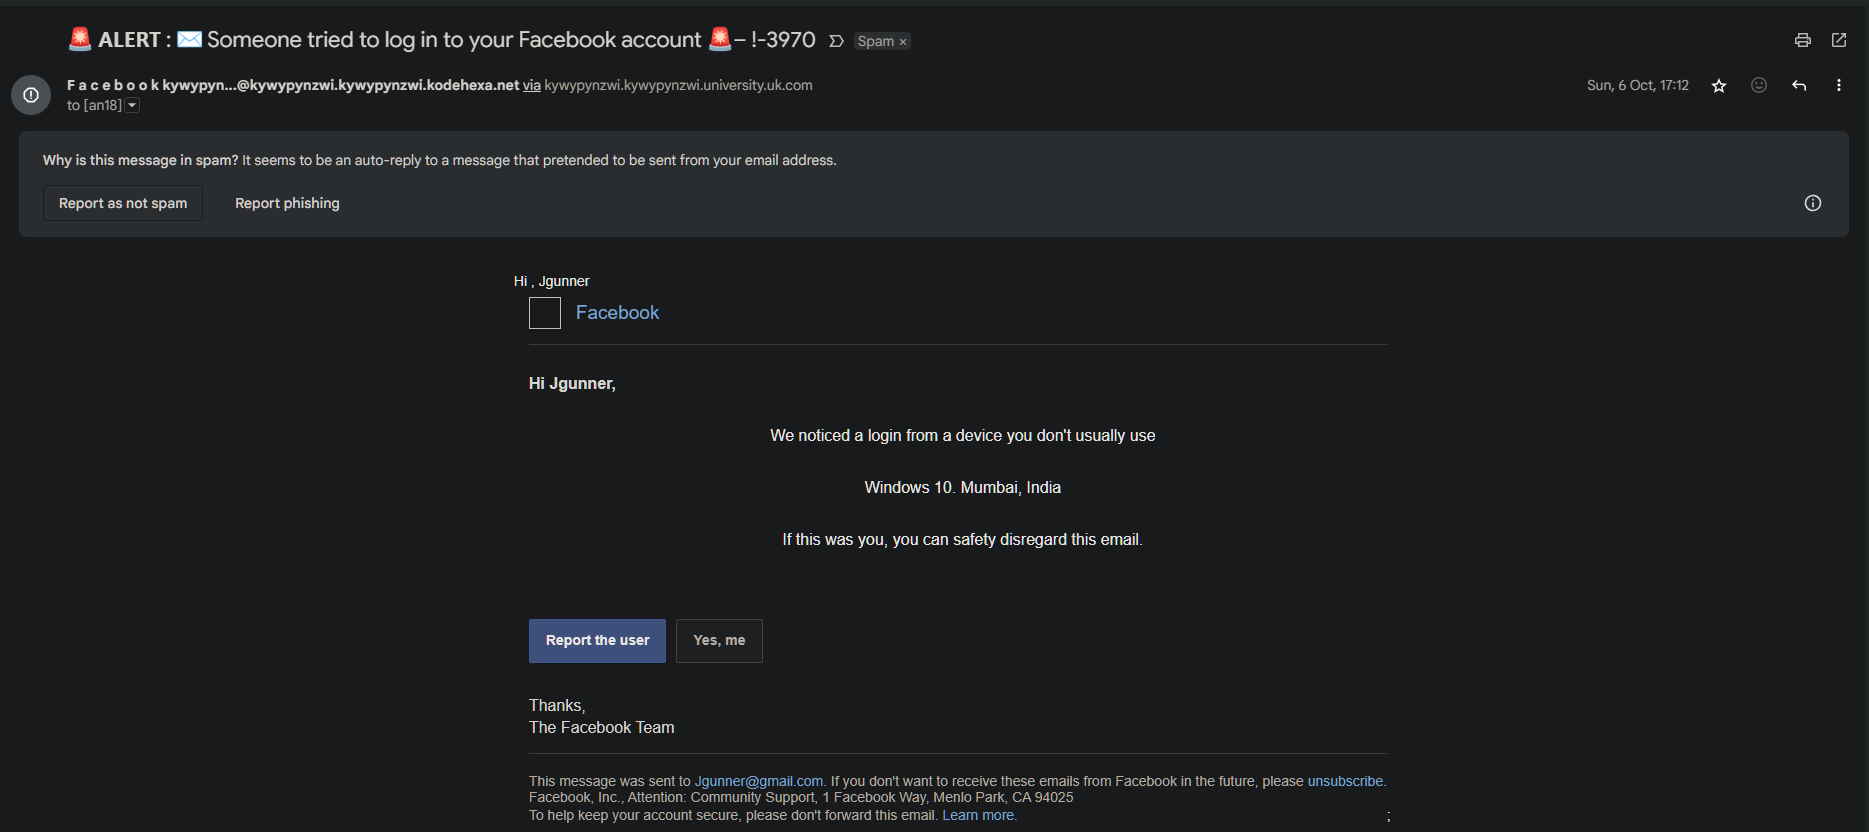 🚨 ALERT : ✉️ Someone tried to log in to your Facebook account 🚨– !-3970 Spam ×
F a c e b o o k kywypyn...@kywypynzwi.kywypynzwi.kodehexa.net via kywypynzwi.kywypynzwi.university.uk.com Sun, 6 Oct, 17:12
to [an18]
Why is this message in spam? It seems to be an auto-reply to a message that pretended to be sent from your email address.
Report as not spam Report phishing
Hi , Jgunner
Facebook
Hi Jgunner,
We noticed a login from a device you don't usually use
Windows 10. Mumbai, India
If this was you, you can safety disregard this email.
Report the user Yes, me
Thanks,
The Facebook Team
This message was sent to Jgunner@gmail.com. If you don't want to receive these emails from Facebook in the future, please unsubscribe.
Facebook, Inc., Attention: Community Support, 1 Facebook Way, Menlo Park, CA 94025
To help keep your account secure, please don't forward this email. Learn more. ;